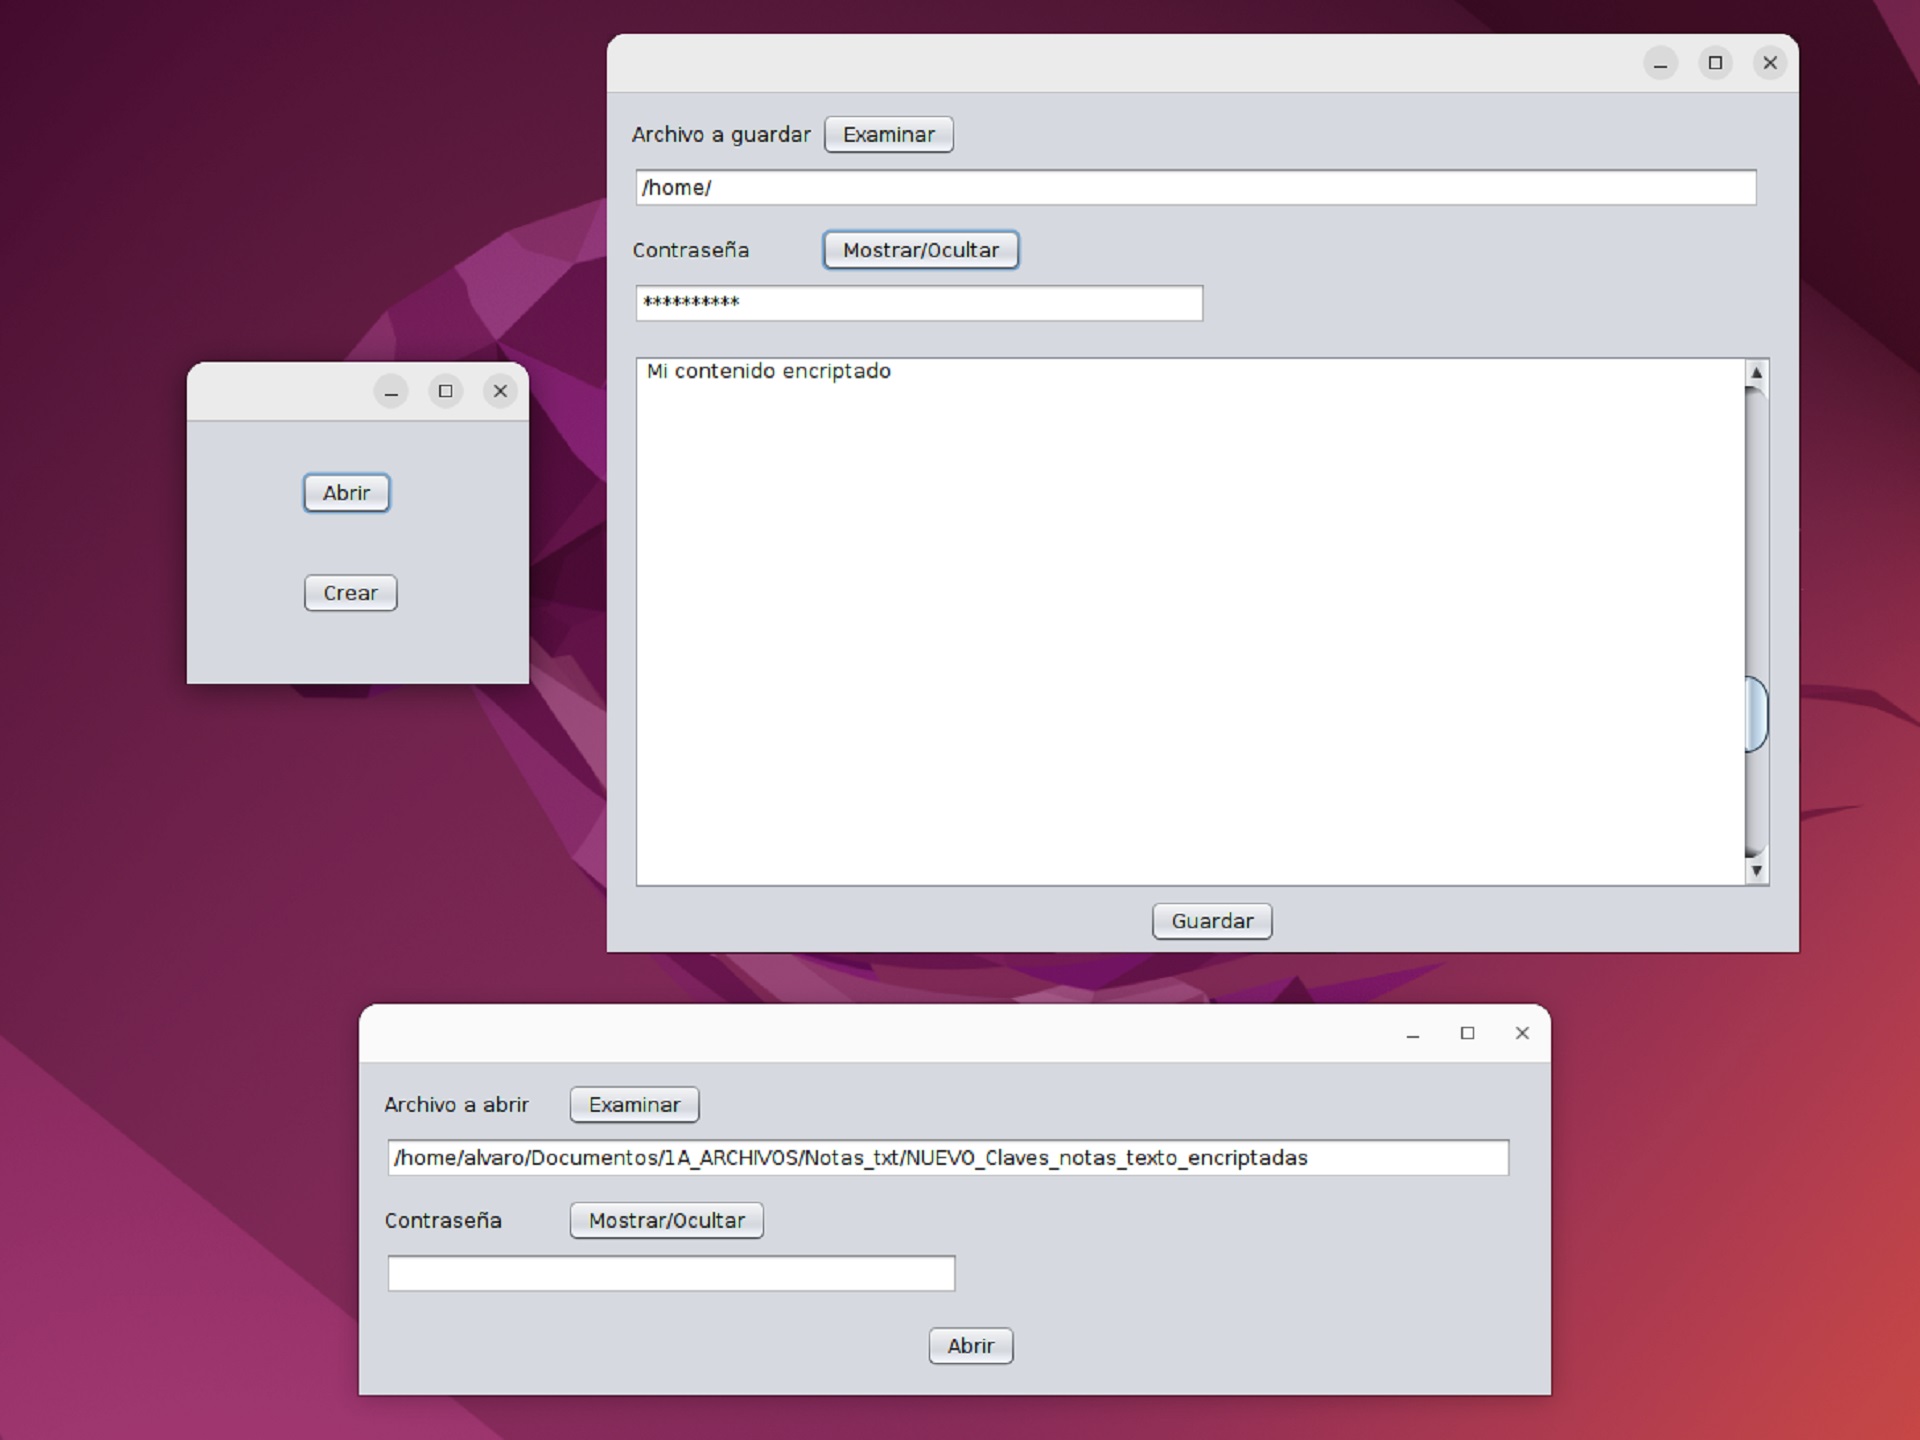 Archivo a guardar Examinar
/home/
Contraseña Mostrar/Ocultar
**********
Mi contenido encriptado
Guardar
Abrir
Crear
Archivo a abrir Examinar
/home/alvaro/Documentos/1A_ARCHIVOS/Notas_txt/NUEVO_Claves_notas_texto_encriptadas
Contraseña Mostrar/Ocultar
Abrir